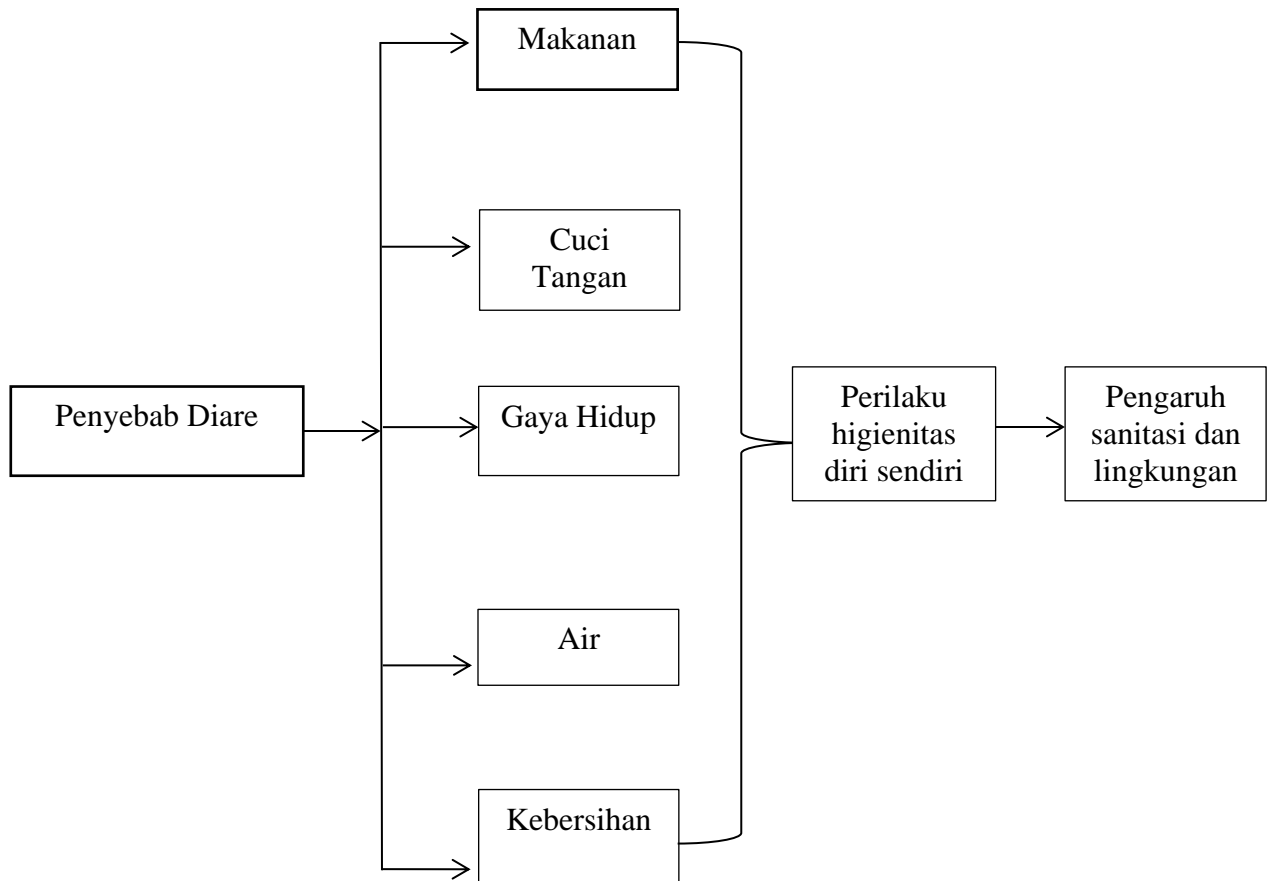 Makanan
Cuci
Tangan
Penyebab Diare
Gaya Hidup
Perilaku
higienitas
diri sendiri
Pengaruh
sanitasi dan
lingkungan
Air
Kebersihan